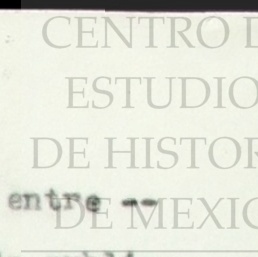 CENTRO D
ESTUDIO
DE HISTOR
DE MEXIC
entre --